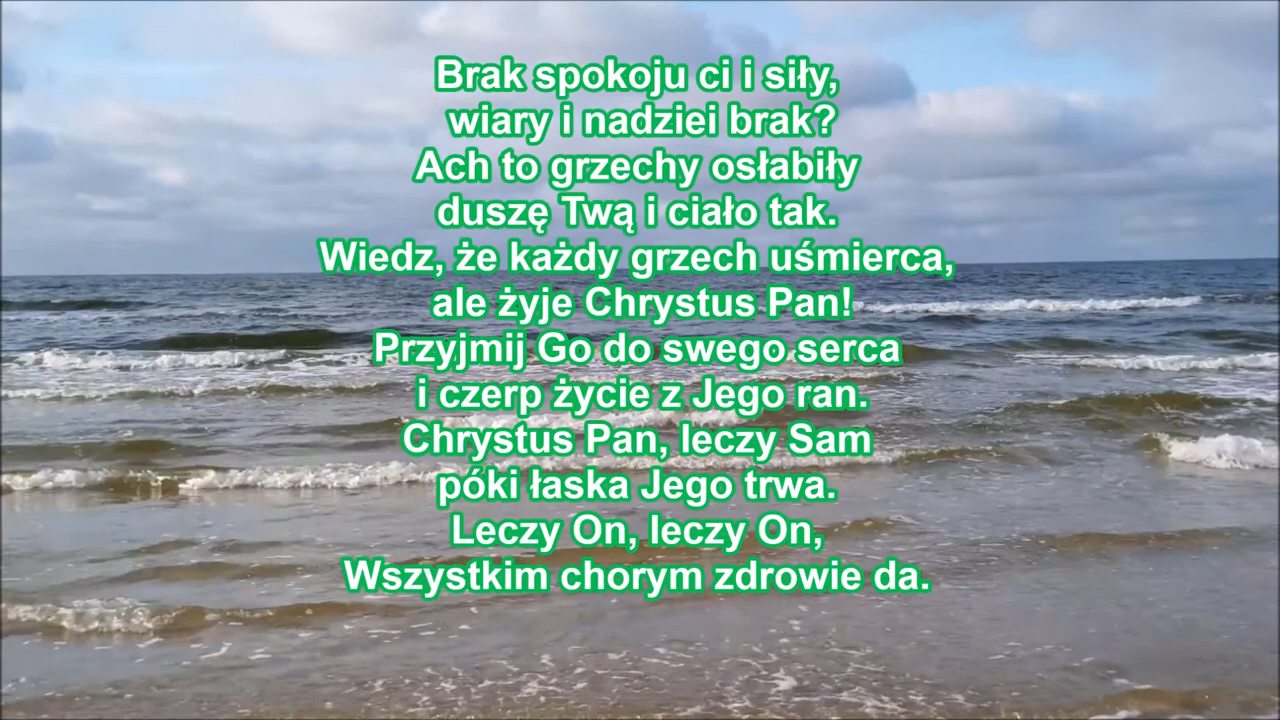 Brak spokoju ci i siły,
wiary i nadziei brak?
Ach to grzechy osłabiły
duszę Twą i ciało tak.
Wiedz, że każdy grzech uśmierca,
ale żyje Chrystus Pan!
Przyjmij Go do swego serca
i czerp życie z Jego ran.
Chrystus Pan, leczy Sam
póki łaska Jego trwa.
Leczy On, leczy On,
Wszystkim chorym zdrowie da.